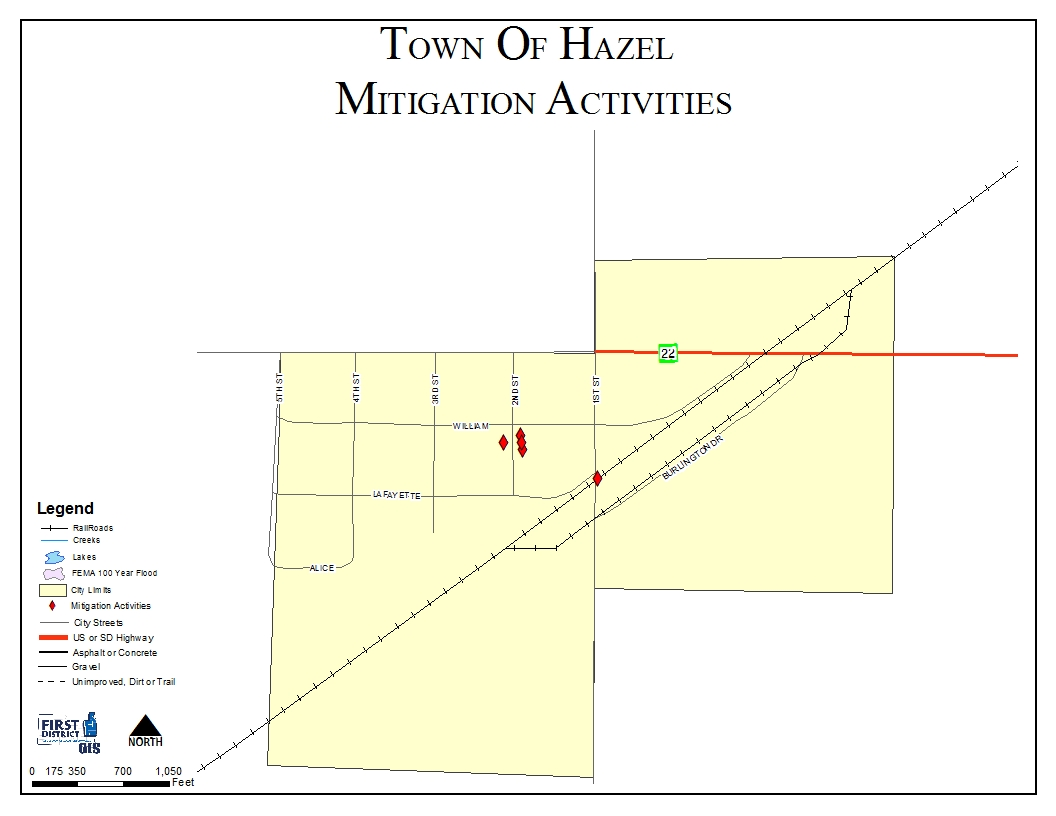 TOWN OF HAZEL
MITIGATION ACTIVITIES
22
5TH ST
4TH ST
3RD ST
2ND ST
1ST ST
WILLIAM
BURLINGTON DR
LAFAYETTE
ALICE
Legend
RailRoads
Creeks
Lakes
FEMA 100 Year Flood
City Limits
Mitigation Activities
City Streets
US or SD Highway
Asphalt or Concrete
Gravel
Unimproved, Dirt or Trail
FIRST
DISTRICT
GIS
NORTH
0 175 350 700 1,050
Feet